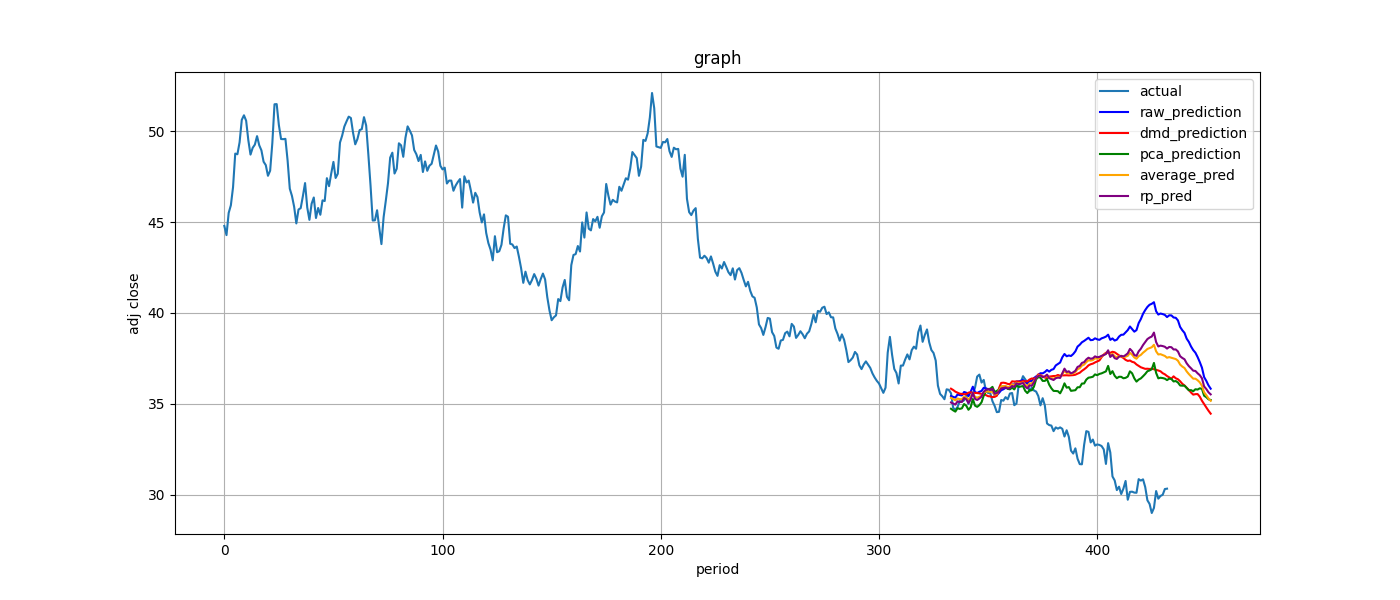 graph
actual
raw_prediction
dmd_prediction
pca_prediction
average_pred
rp_pred
adj close
50
45
40
35
30
0 100 200 300 400
period